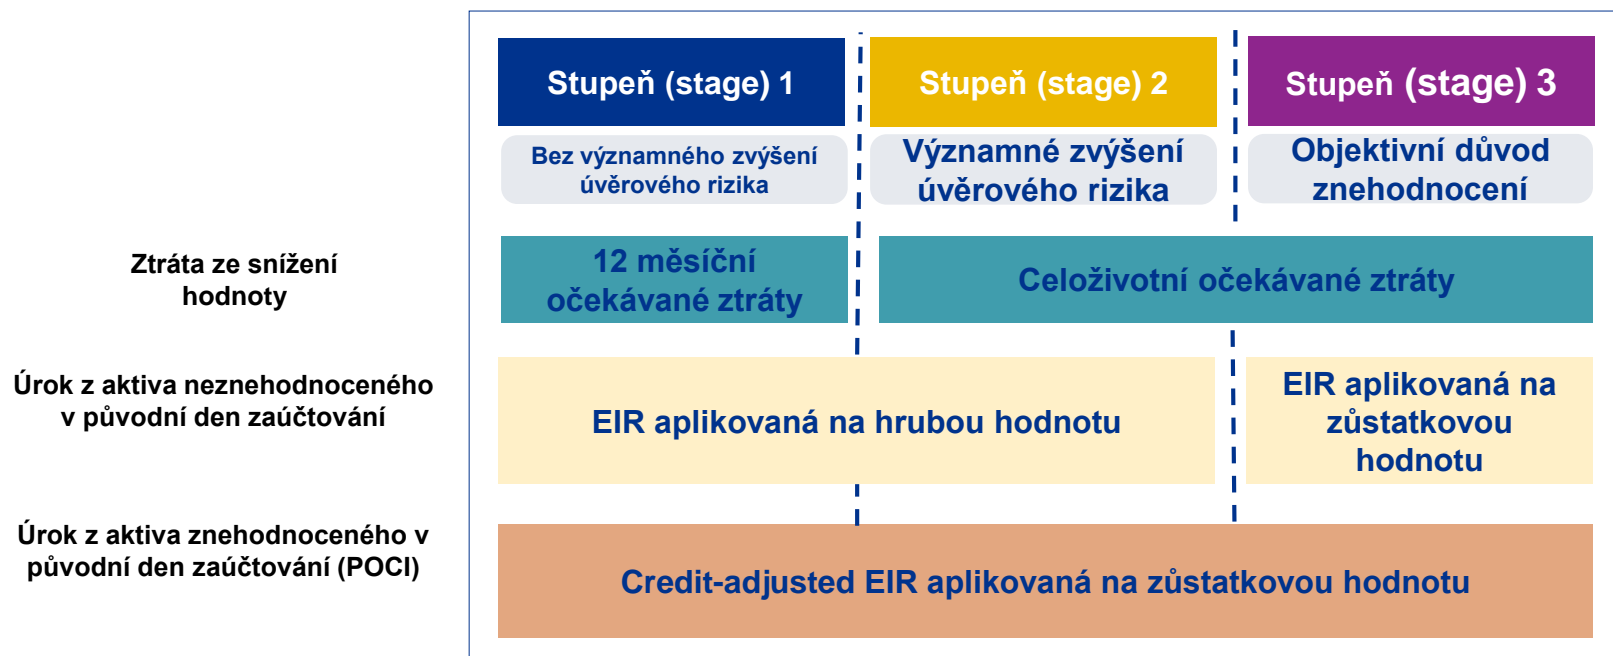 Stupeň (stage) 1
Stupeň (stage) 2
Stupeň (stage) 3
Bez významného zvýšení
úvěrového rizika
Významné zvýšení
úvěrového rizika
Objektivní důvod
znehodnocení
Ztráta ze snížení
hodnoty
12 měsíční
očekávané ztráty
Celoživotní očekávané ztráty
Úrok z aktiva neznehodnoceného
v původní den zaúčtování
EIR aplikovaná na hrubou hodnotu
EIR aplikovaná na
zůstatkovou
hodnotu
Úrok z aktiva znehodnoceného v
původní den zaúčtování (POCI)
Credit-adjusted EIR aplikovaná na zůstatkovou hodnotu